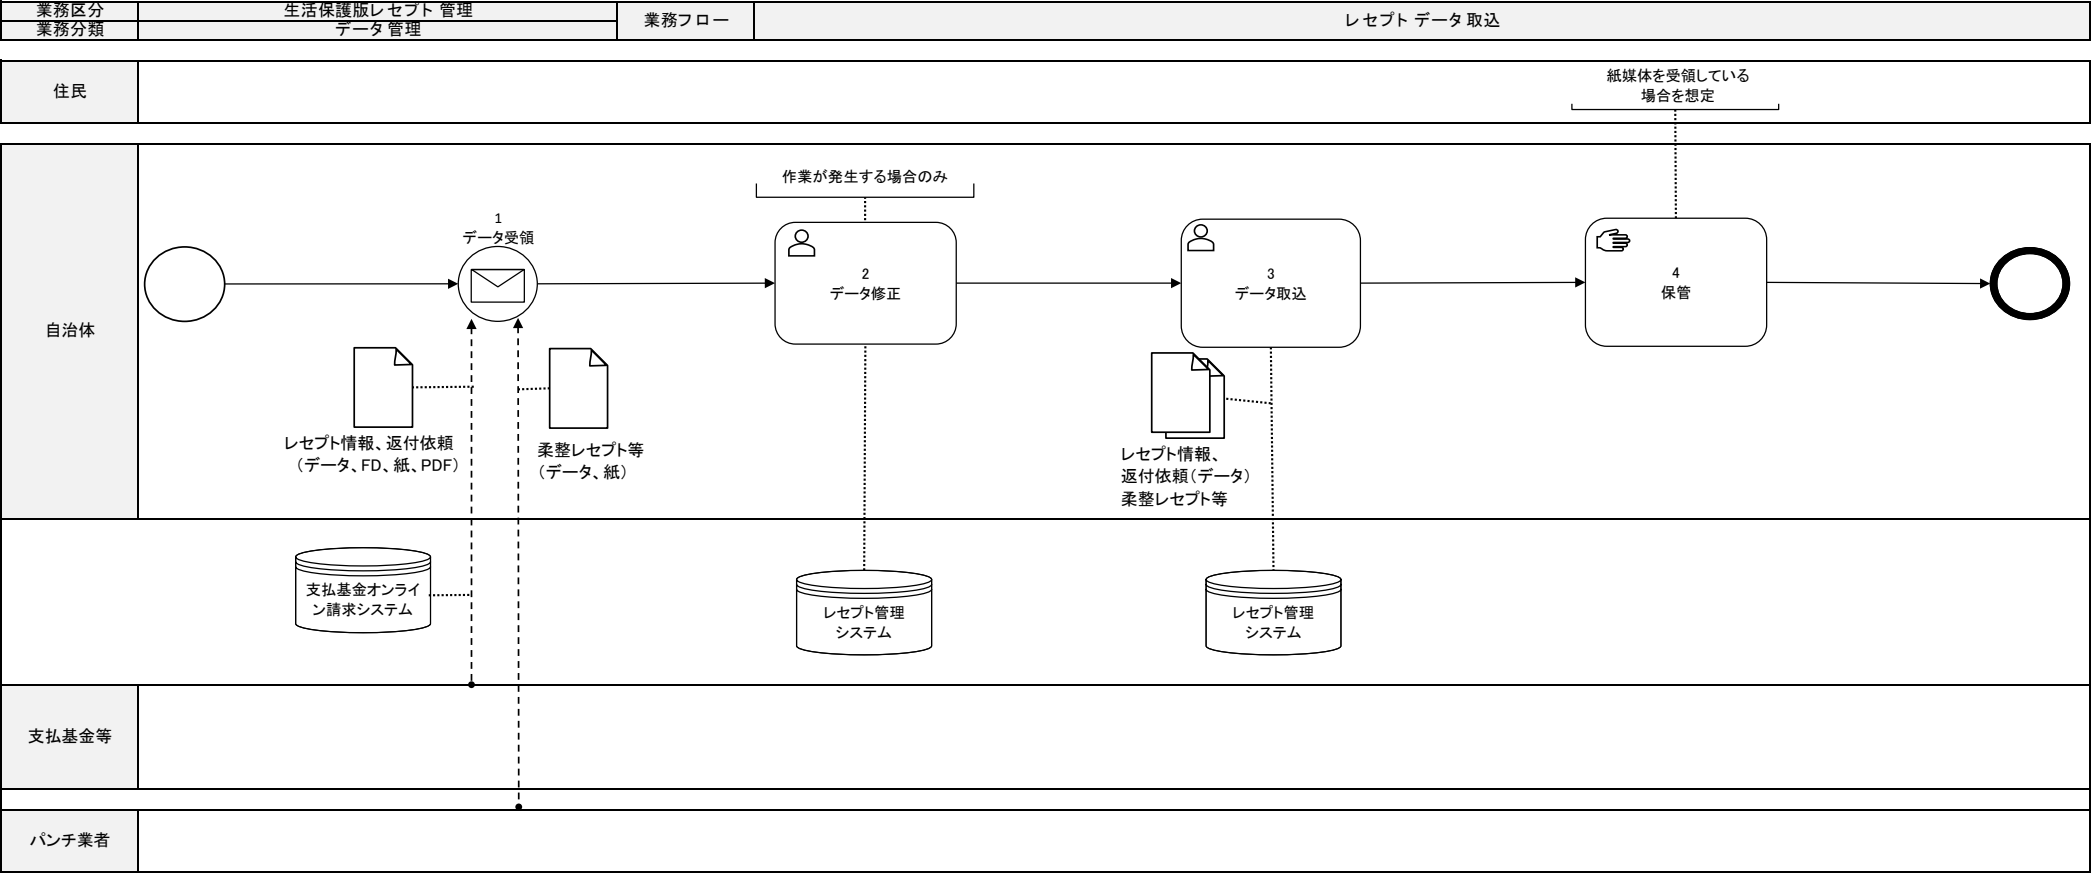 業務区分
生活保護版レセプト管理
業務分類
データ管理
業務フロー
レセプトデータ取込
住民
紙媒体を受領している
場合を想定
自治体
作業が発生する場合のみ
1
データ受領
2
データ修正
3
データ取込
4
保管
レセプト情報、返付依頼
(データ、FD、紙、PDF)
柔整レセプト等
(データ、紙)
レセプト情報、
返付依頼(データ)
柔整レセプト等
支払基金オンライ
ン請求システム
レセプト管理
システム
レセプト管理
システム
支払基金等
パンチ業者